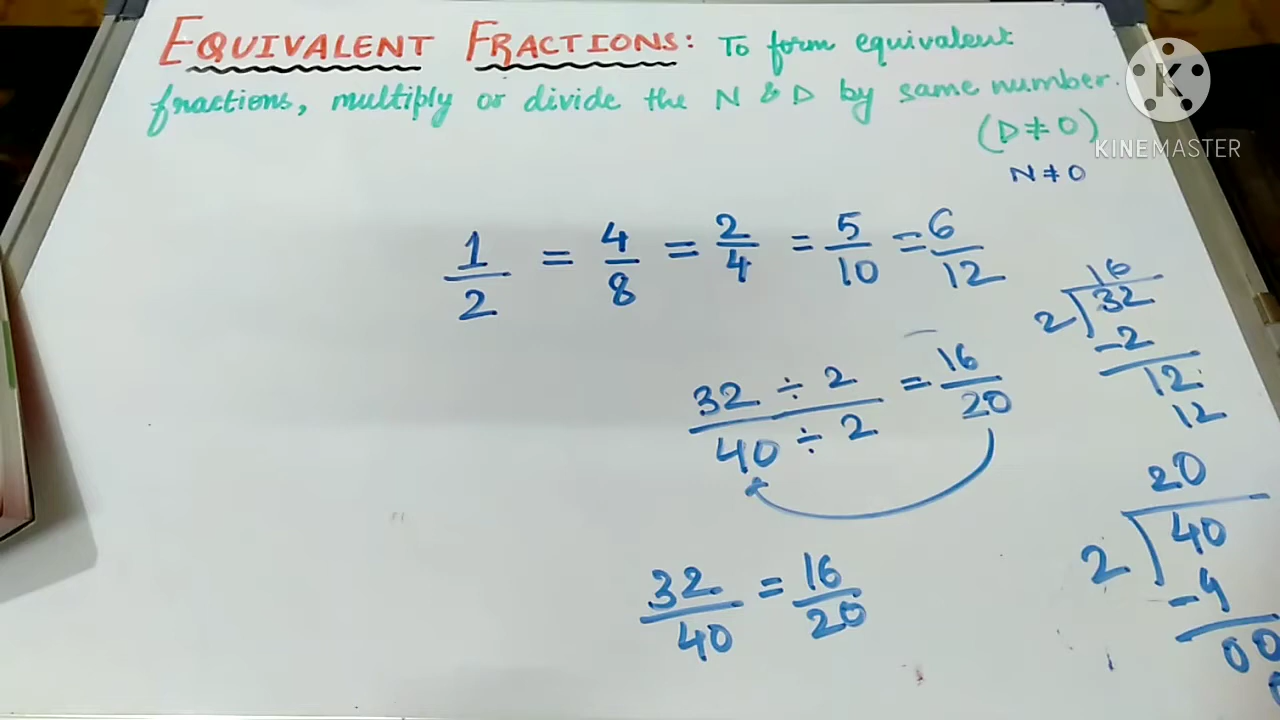 EQUIVALENT FRACTIONS: To form equivalent
fractions, multiply or divide the N & D by same number.
(D ≠ 0)
N ≠ 0
K
KINEMASTER
1/2 = 4/8 = 2/4 = 5/10 = 6/12
32 ÷ 2 / 40 ÷ 2 = 16/20
32/40 = 16/20
16
2)32
-2
12
12
20
2)40
-4
00
0